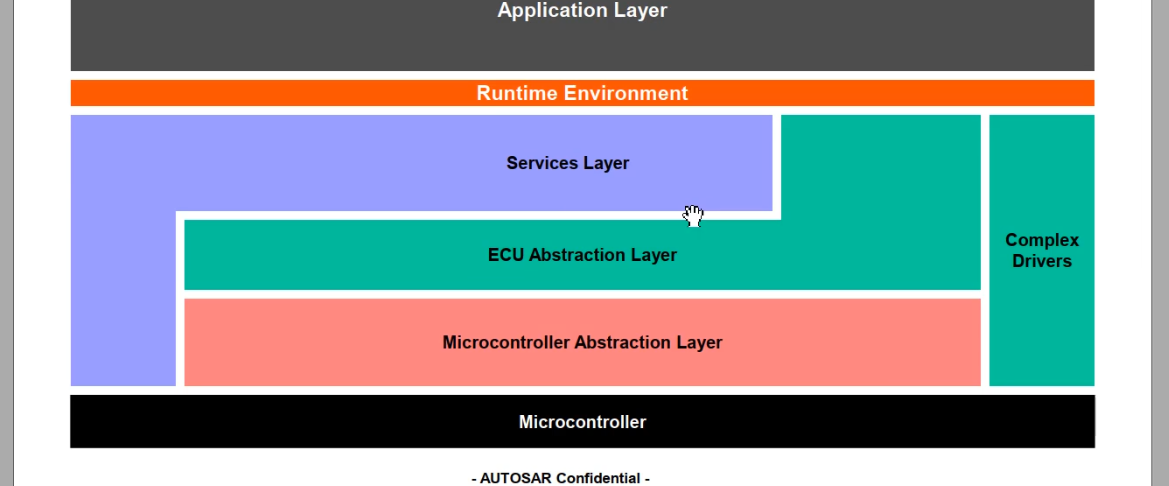 Application Layer
Runtime Environment
Services Layer
ECU Abstraction Layer
Complex
Drivers
Microcontroller Abstraction Layer
Microcontroller
- AUTOSAR Confidential -